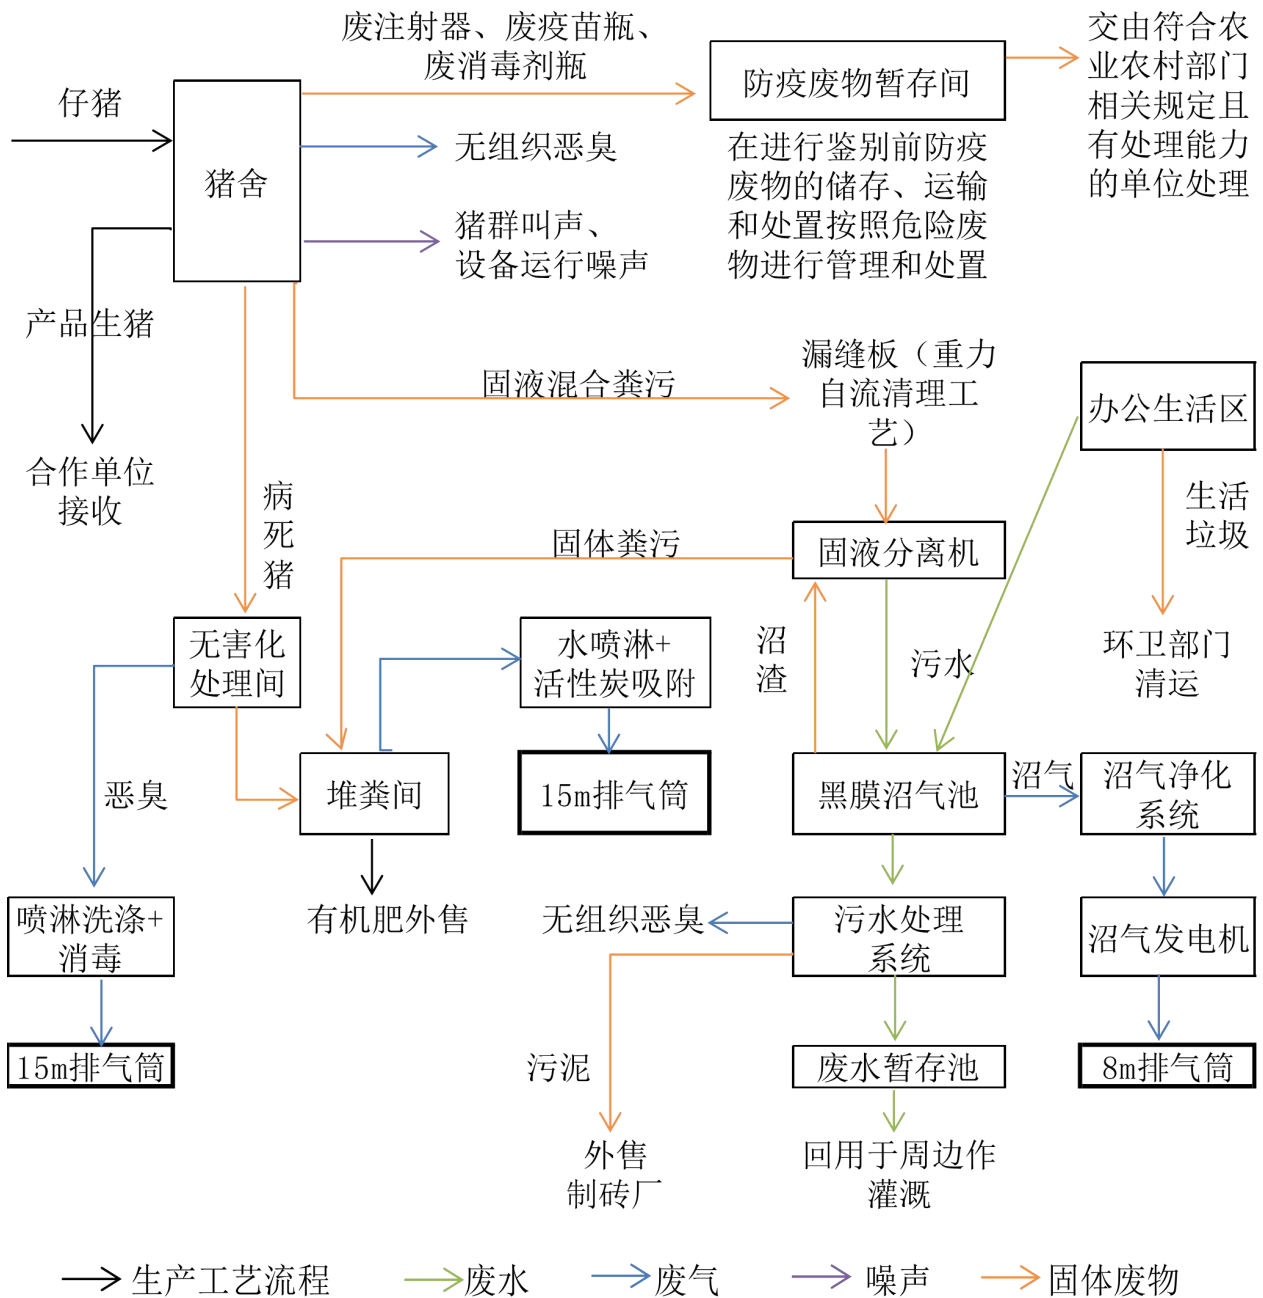 废注射器、废疫苗瓶、
废消毒剂瓶
仔猪
猪舍
无组织恶臭
猪群叫声、
设备运行噪声
防疫废物暂存间
在进行鉴别前防疫
废物的储存、运输
和处置按照危险废
物进行管理和处置
交由符合农
业农村部门
相关规定且
有处理能力
的单位处理
产品生猪
合作单位
接收
固液混合粪污
漏缝板（重力
自流清理工
艺）
办公生活区
生活
垃圾
环卫部门
清运
病
死
猪
固体粪污
固液分离机
无害化
处理间
水喷淋+
活性炭吸附
沼
渣
污水
恶臭
堆粪间
15m排气筒
黑膜沼气池
沼气
沼气净化
系统
喷淋洗涤+
消毒
有机肥外售
无组织恶臭
污水处理
系统
沼气发电机
15m排气筒
污泥
废水暂存池
8m排气筒
外售
制砖厂
回用于周边作
灌溉
生产工艺流程
废水
废气
噪声
固体废物